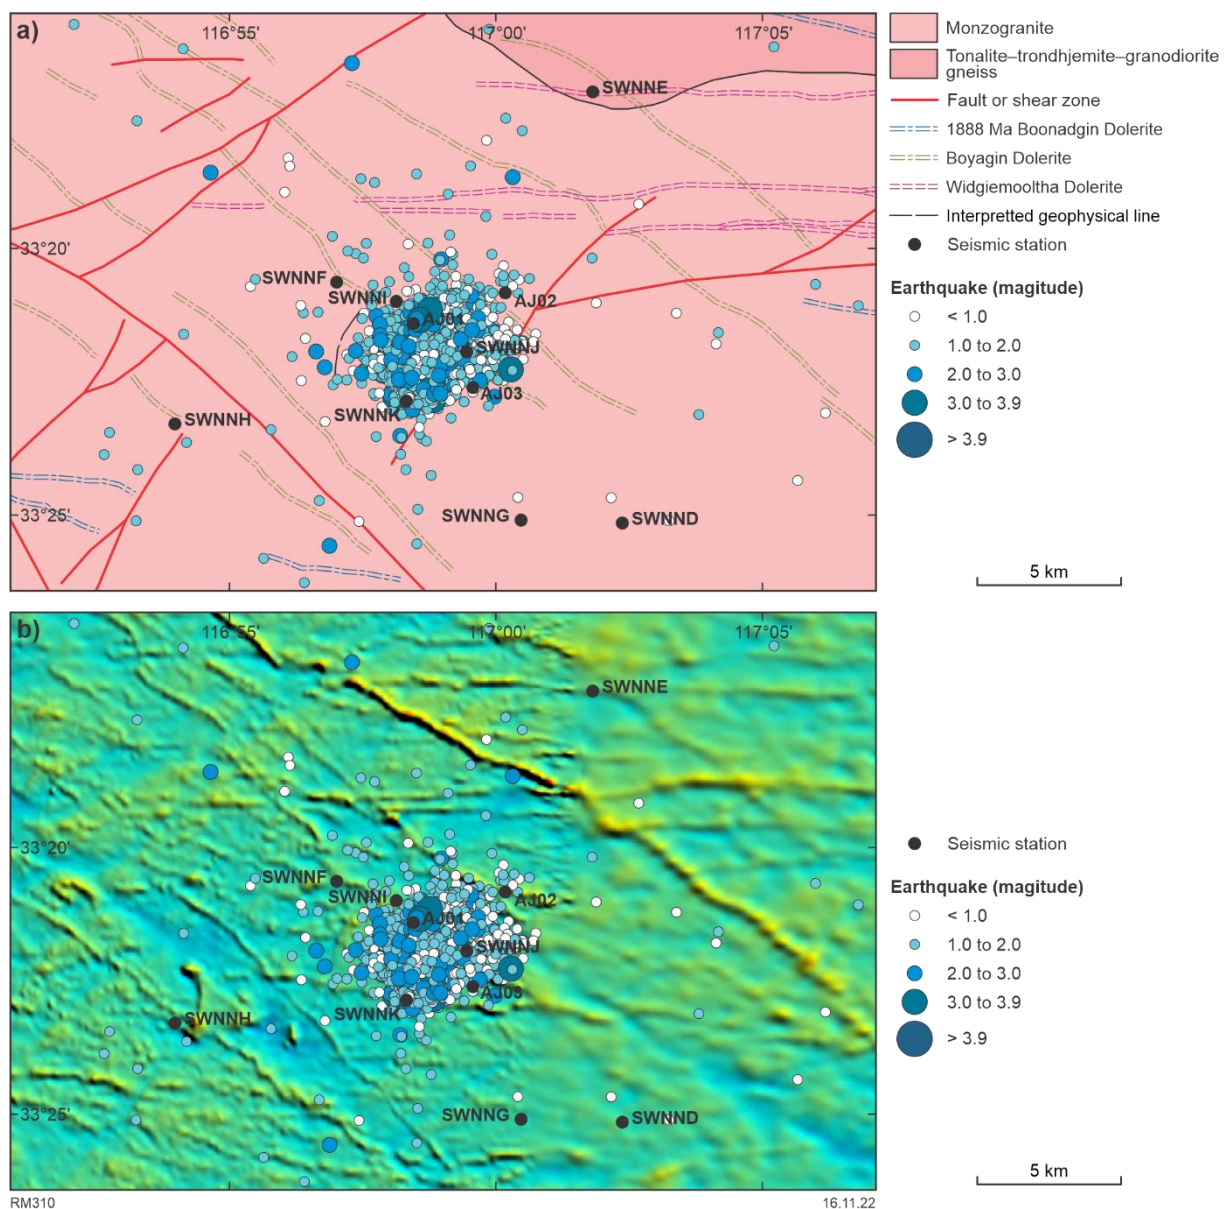 a)
116°55'
117°00'
117°05'
SWNNE
33°20'
SWNNF
SWNNI
AJ02
AJ01
SWNNJ
AJ03
SWNNK
SWNNH
33°25'
SWNNG
SWNND
Monzogranite
Tonalite–trondhjemite–granodiorite
gneiss
Fault or shear zone
1888 Ma Boonadgin Dolerite
Boyagin Dolerite
Widgiemooltha Dolerite
Interpretted geophysical line
Seismic station
Earthquake (magitude)
< 1.0
1.0 to 2.0
2.0 to 3.0
3.0 to 3.9
> 3.9
5 km
b)
116°55'
117°00'
117°05'
SWNNE
33°20'
SWNNF
SWNNI
AJ02
AJ01
SWNNJ
AJ03
SWNNK
SWNNH
33°25'
SWNNG
SWNND
Seismic station
Earthquake (magitude)
< 1.0
1.0 to 2.0
2.0 to 3.0
3.0 to 3.9
> 3.9
5 km
RM310
16.11.22